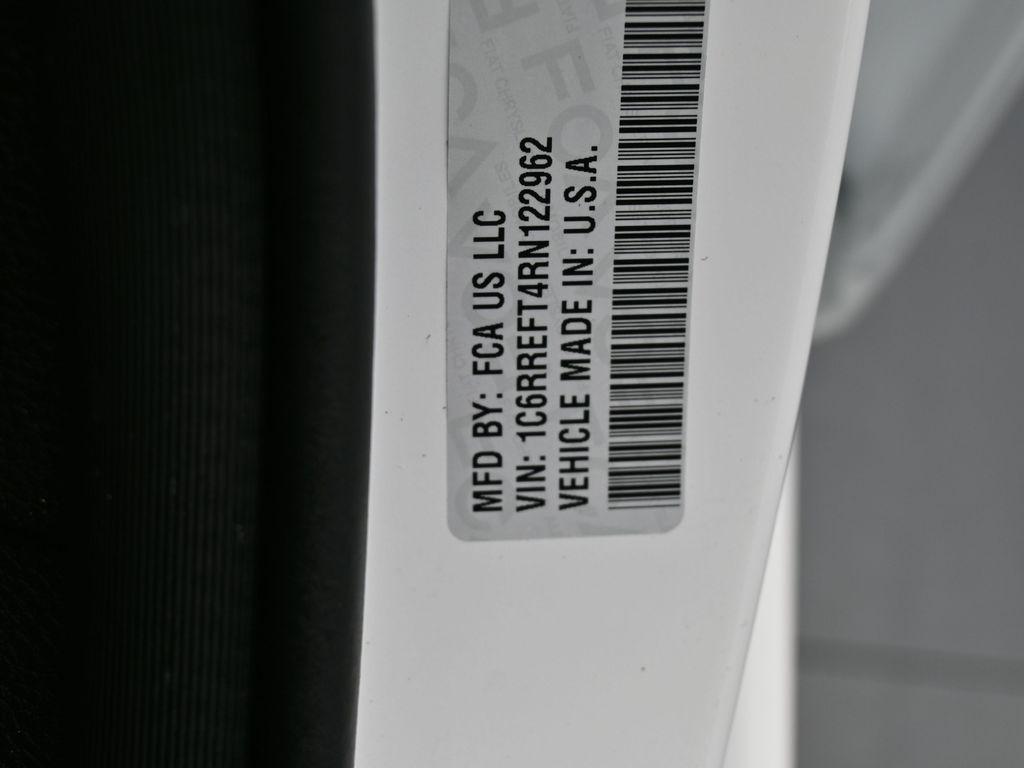 MFD BY: FCA US LLC
VIN: 1C6RREFT4RN122962
VEHICLE MADE IN: U.S.A.